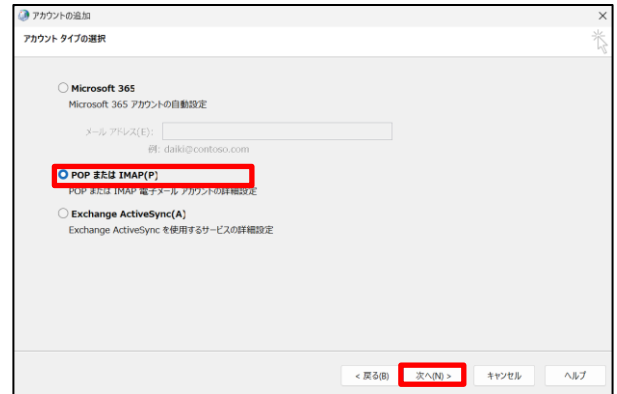 アカウントの追加
アカウント タイプの選択
Microsoft 365
Microsoft 365 アカウントの自動設定
メール アドレス(E):
例: daiki@contoso.com
POP または IMAP(P)
POP または IMAP 電子メール アカウントの詳細設定
Exchange ActiveSync(A)
Exchange ActiveSync を使用するサービスの詳細設定
< 戻る(B) 次へ(N) > キャンセル ヘルプ